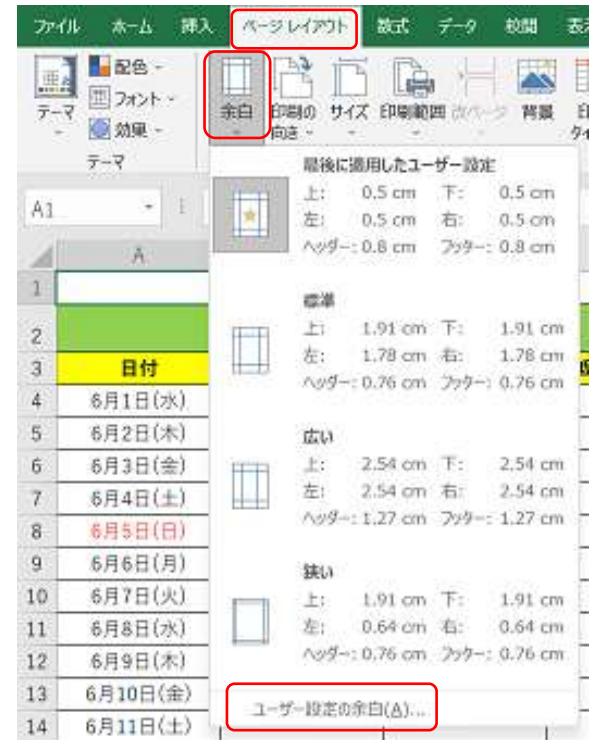 ファイル ホーム 挿入 ページ レイアウト 数式 データ 校閲
テーマ
配色
フォント
効果
テーマ
余白
印刷の向き
サイズ
印刷範囲
改ページ
背景
A1
最後に適用したユーザー設定
上: 0.5 cm 下: 0.5 cm
左: 0.5 cm 右: 0.5 cm
ヘッダー: 0.8 cm フッター: 0.8 cm
標準
上: 1.91 cm 下: 1.91 cm
左: 1.78 cm 右: 1.78 cm
ヘッダー: 0.76 cm フッター: 0.76 cm
広い
上: 2.54 cm 下: 2.54 cm
左: 2.54 cm 右: 2.54 cm
ヘッダー: 1.27 cm フッター: 1.27 cm
狭い
上: 1.91 cm 下: 1.91 cm
左: 0.64 cm 右: 0.64 cm
ヘッダー: 0.76 cm フッター: 0.76 cm
ユーザー設定の余白(A)...
A
1
2
3 日付
4 6月1日(水)
5 6月2日(木)
6 6月3日(金)
7 6月4日(土)
8 6月5日(日)
9 6月6日(月)
10 6月7日(火)
11 6月8日(水)
12 6月9日(木)
13 6月10日(金)
14 6月11日(土)